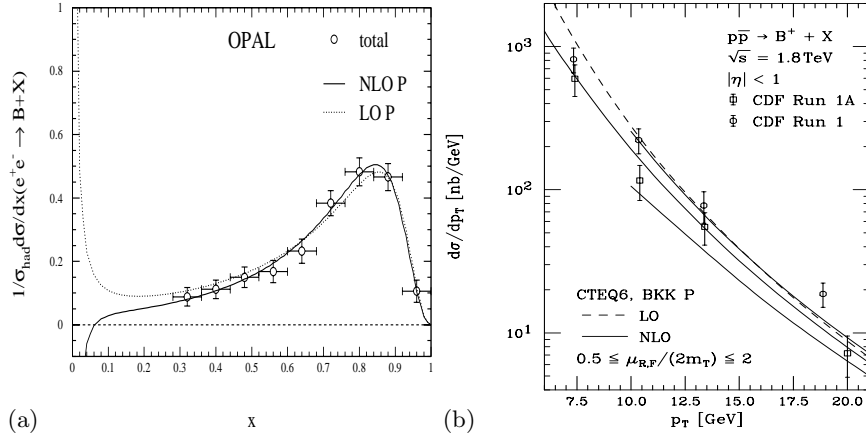 1
0.8
0.6
0.4
0.2
0
0 0.1 0.2 0.3 0.4 0.5 0.6 0.7 0.8 0.9 1
1/σ_had dσ/dx(e⁺e⁻ → B+X)
OPAL
total
NLO P
LO P
(a)
x
10³
10²
10¹
7.5 10.0 12.5 15.0 17.5 20.0
dσ/dp_T [nb/GeV]
pp̅ → B⁺ + X
√s = 1.8TeV
|η| < 1
CDF Run 1A
CDF Run 1
CTEQ6, BKK P
LO
NLO
0.5 ≤ μ_R,F/(2m_T) ≤ 2
(b)
p_T [GeV]